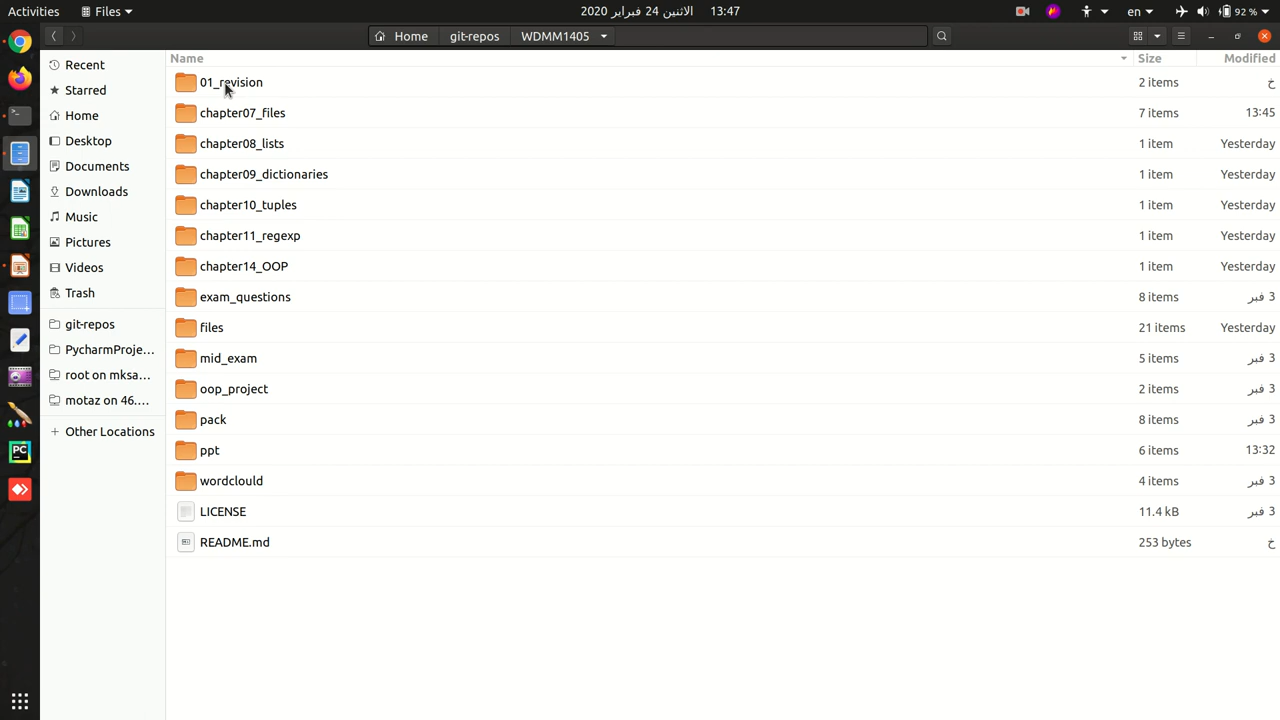 Activities Files الاثنين 24 فبراير 2020 13:47 en 92 %
Home git-repos WDMM1405
Name Size Modified
Recent
Starred
Home
Desktop
Documents
Downloads
Music
Pictures
Videos
Trash
git-repos
PycharmProje…
root on mksa…
motaz on 46.…
+ Other Locations
01_revision 2 items خ
chapter07_files 7 items 13:45
chapter08_lists 1 item Yesterday
chapter09_dictionaries 1 item Yesterday
chapter10_tuples 1 item Yesterday
chapter11_regexp 1 item Yesterday
chapter14_OOP 1 item Yesterday
exam_questions 8 items 3 فبر
files 21 items Yesterday
mid_exam 5 items 3 فبر
oop_project 2 items 3 فبر
pack 8 items 3 فبر
ppt 6 items 13:32
wordclould 4 items 3 فبر
LICENSE 11.4 kB 3 فبر
README.md 253 bytes خ
PC